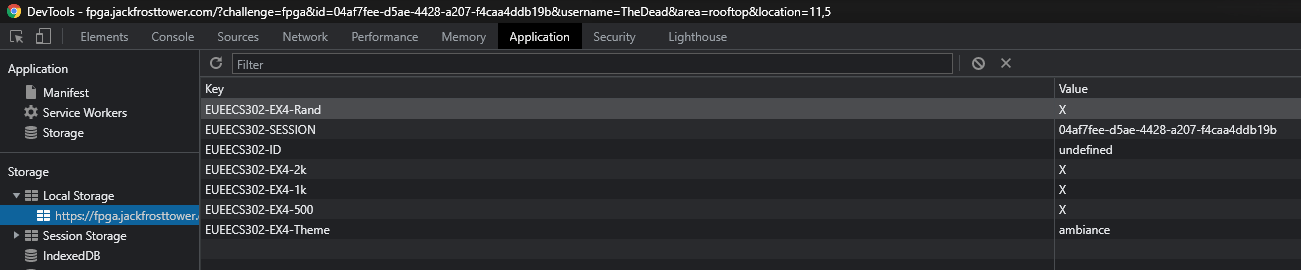 DevTools - fpga.jackfrosttower.com/?challenge=fpga&id=04af7fee-d5ae-4428-a207-f4caa4ddb19b&username=TheDead&area=rooftop&location=11,5
Elements Console Sources Network Performance Memory Application Security Lighthouse
Application
Manifest
Service Workers
Storage
Storage
Local Storage
https://fpga.jackfrosttower.
Session Storage
IndexedDB
Filter
Key Value
EUEECS302-EX4-Rand X
EUEECS302-SESSION 04af7fee-d5ae-4428-a207-f4caa4ddb19b
EUEECS302-ID undefined
EUEECS302-EX4-2k X
EUEECS302-EX4-1k X
EUEECS302-EX4-500 X
EUEECS302-EX4-Theme ambiance